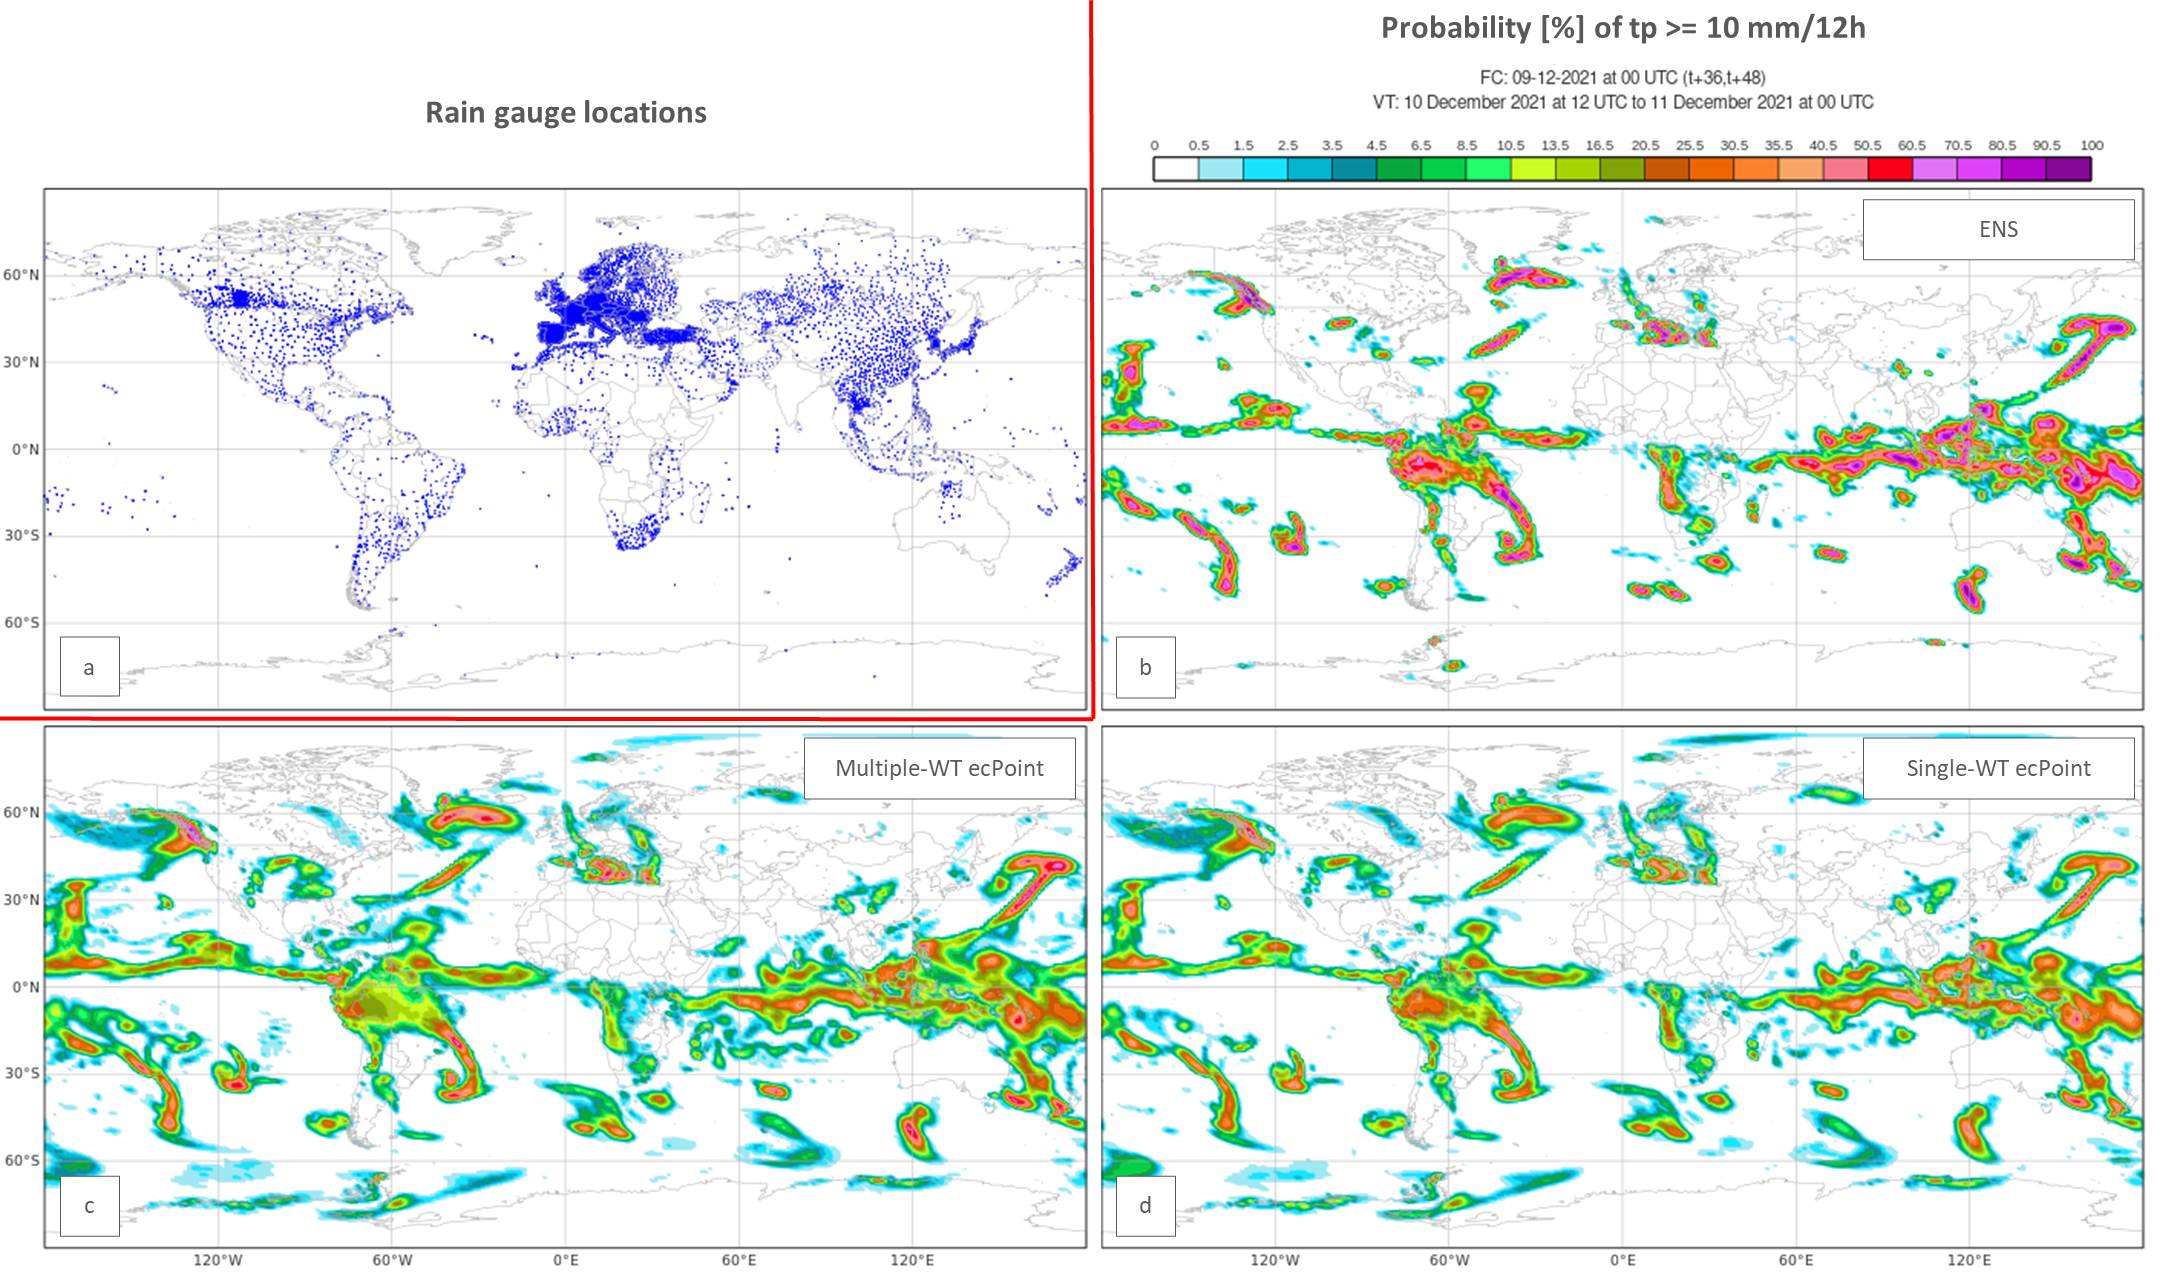 Rain gauge locations
60°N
30°N
0°N
30°S
60°S
a
Probability [%] of tp >= 10 mm/12h
FC: 09-12-2021 at 00 UTC (t+36,t+48)
VT: 10 December 2021 at 12 UTC to 11 December 2021 at 00 UTC
0 0.5 1.5 2.5 3.5 4.5 6.5 8.5 10.5 13.5 16.5 20.5 25.5 30.5 35.5 40.5 50.5 60.5 70.5 80.5 90.5 100
ENS
b
Multiple-WT ecPoint
60°N
30°N
0°N
30°S
60°S
c
120°W 60°W 0°E 60°E 120°E
Single-WT ecPoint
d
120°W 60°W 0°E 60°E 120°E